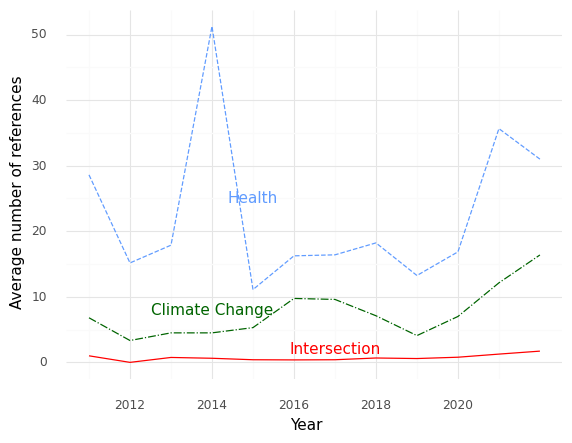 50
40
30
20
10
0
Average number of references
Health
Climate Change
Intersection
2012 2014 2016 2018 2020
Year